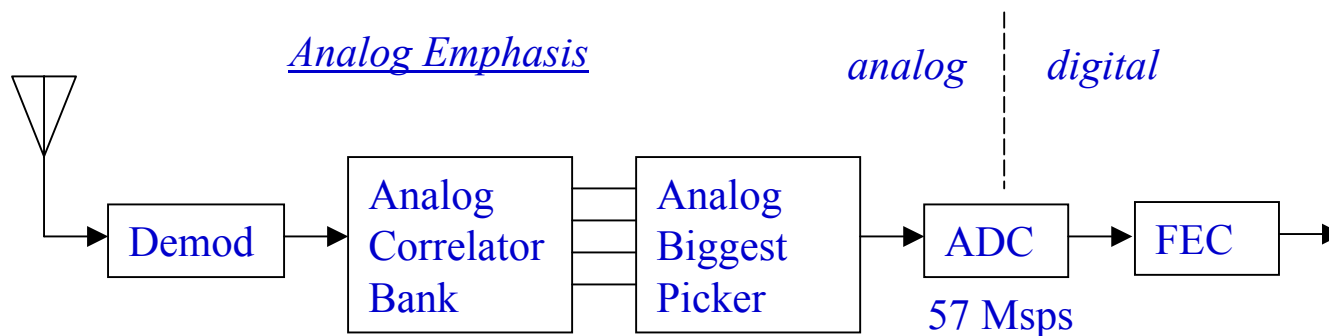 Analog Emphasis
analog
digital
Demod
Analog
Correlator
Bank
Analog
Biggest
Picker
ADC
57 Msps
FEC